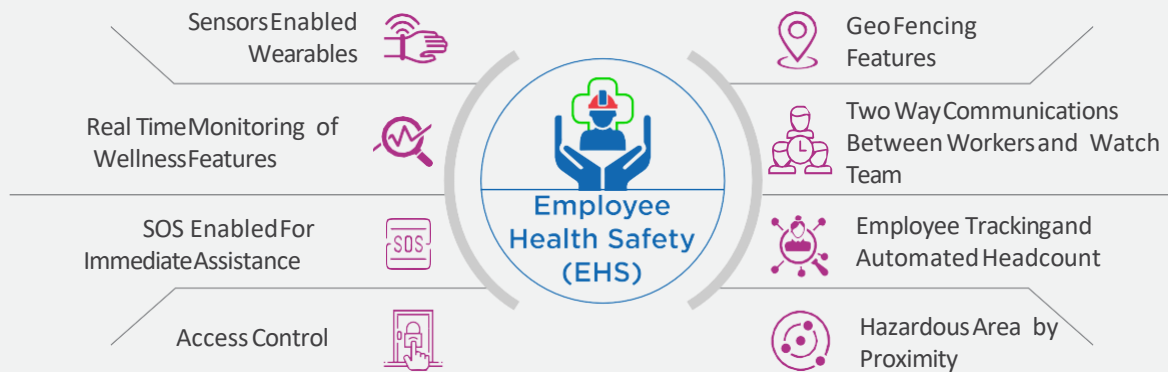 Sensors Enabled
Wearables
Real Time Monitoring of
Wellness Features
SOS Enabled For
Immediate Assistance
SOS
Access Control
Employee
Health Safety
(EHS)
Geo Fencing
Features
Two Way Communications
Between Workers and Watch
Team
Employee Tracking and
Automated Headcount
Hazardous Area by
Proximity